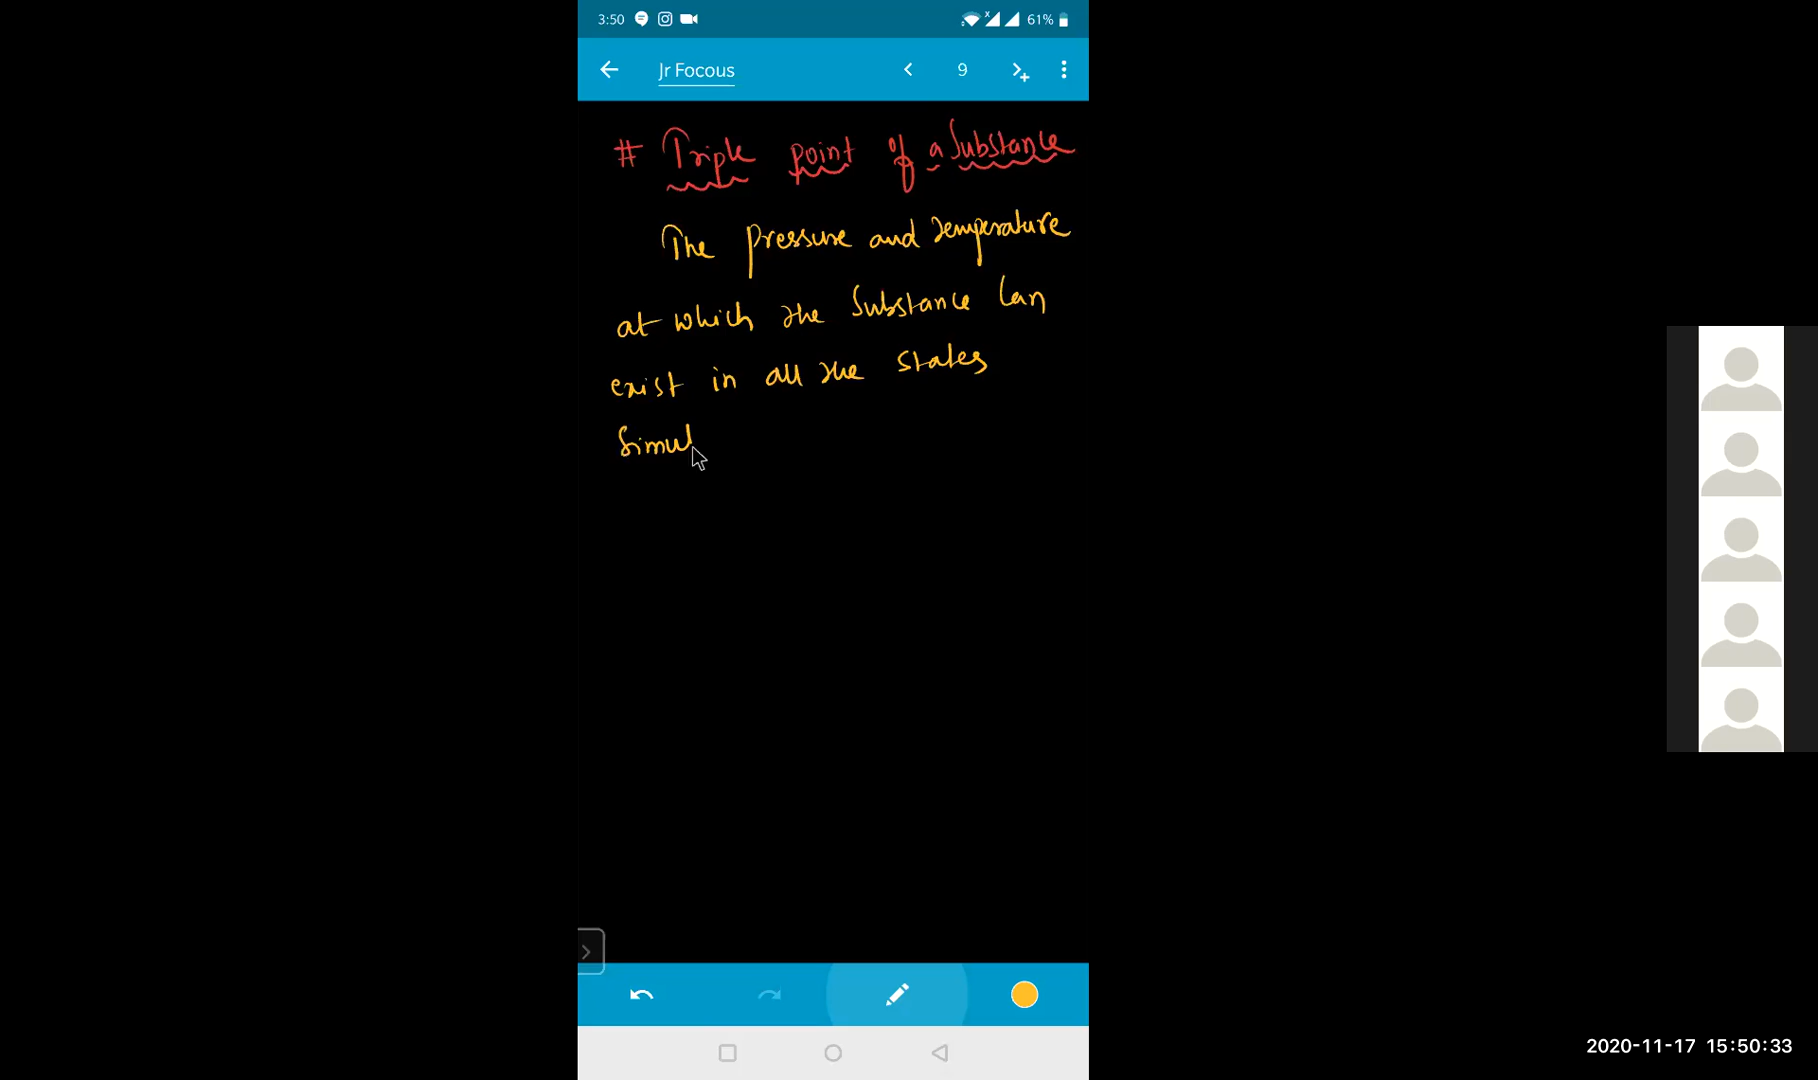 3:50 61%
Jr Focous 9
# Triple point of a Substance
The pressure and temperature
at which the substance can
exist in all the states
Simul
2020-11-17 15:50:33